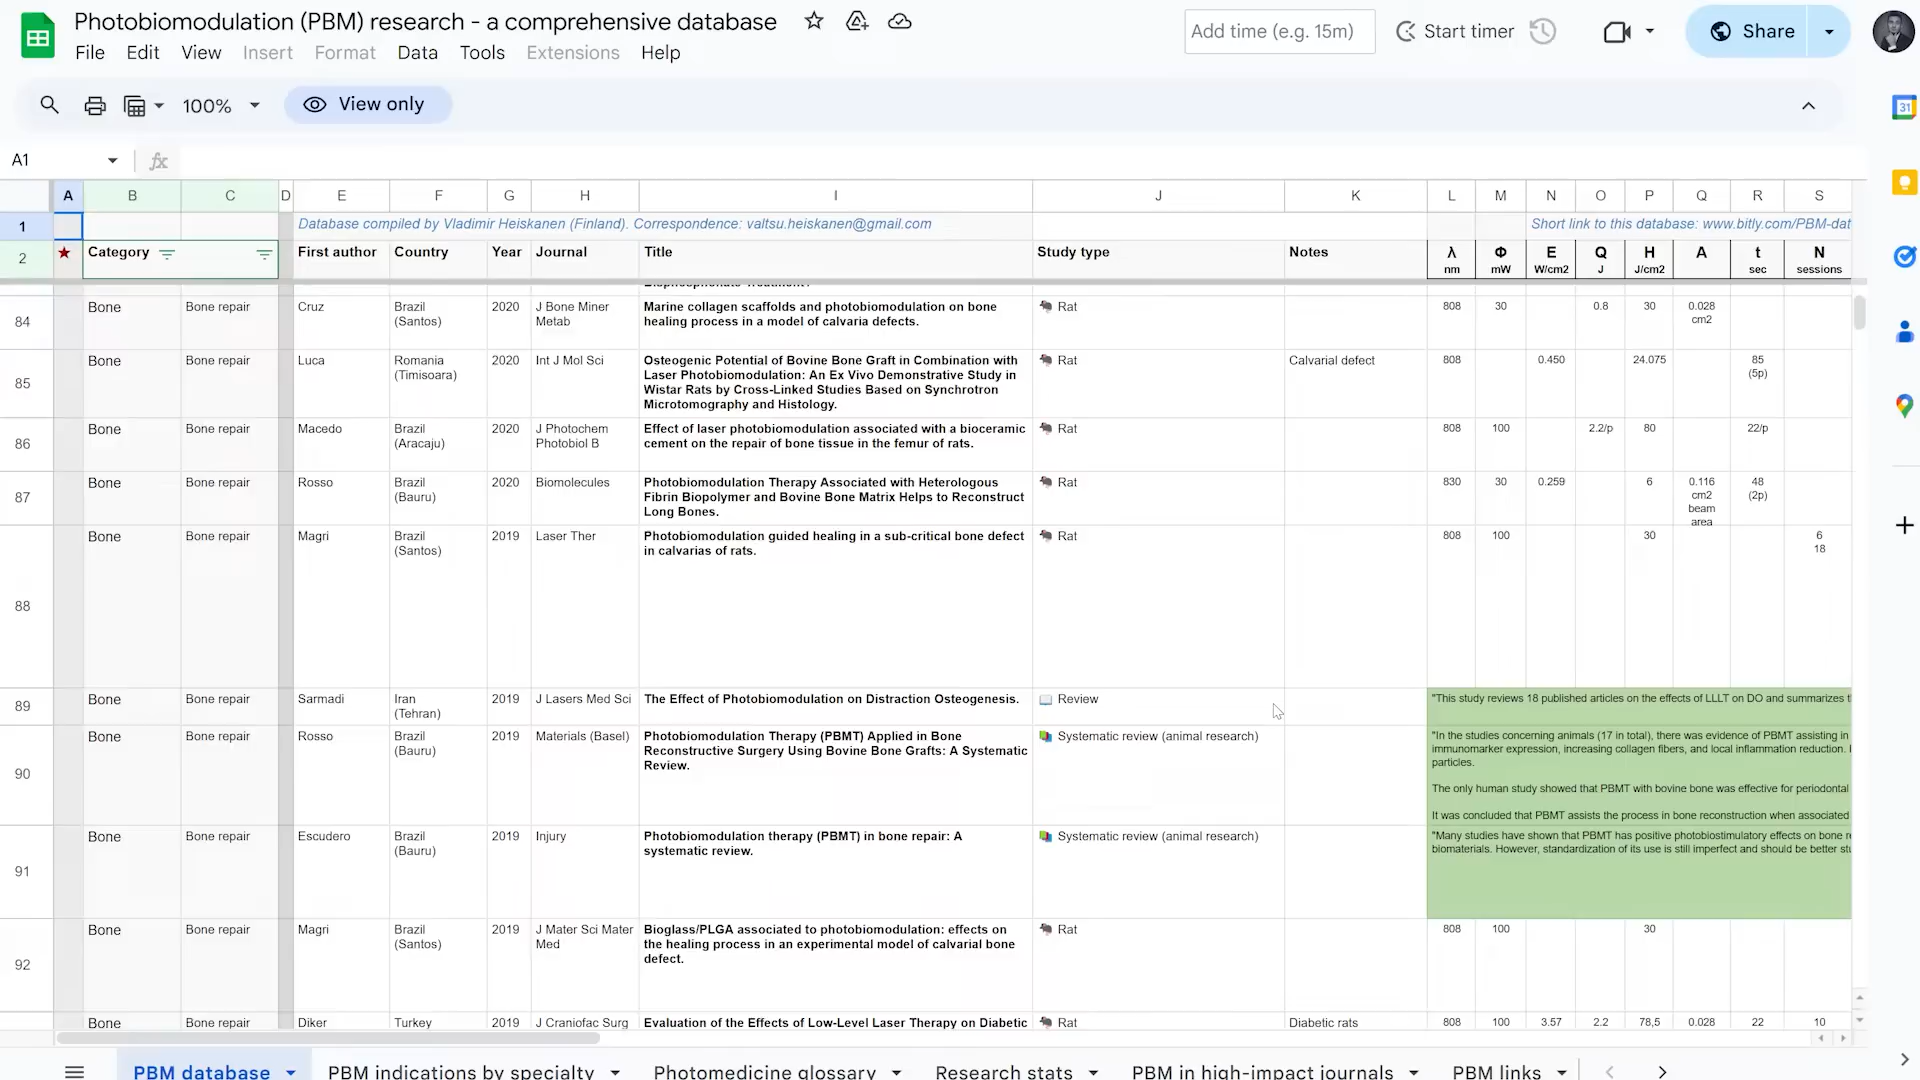 Photobiomodulation (PBM) research - a comprehensive database
File Edit View Insert Format Data Tools Extensions Help
Add time (e.g. 15m) Start timer
Share
100% View only
31
A1 fx
A B C D E F G H I J K L M N O P Q R S
1 Database compiled by Vladimir Heiskanen (Finland). Correspondence: valtsu.heiskanen@gmail.com Short link to this database: www.bitly.com/PBM-dat
2 ★ Category First author Country Year Journal Title Study type Notes λ Φ E Q H A t N
nm mW W/cm2 J J/cm2 sec sessions
84 Bone Bone repair Cruz Brazil 2020 J Bone Miner Marine collagen scaffolds and photobiomodulation on bone Rat 808 30 0.8 30 0.028
(Santos) Metab healing process in a model of calvaria defects. cm2
85 Bone Bone repair Luca Romania 2020 Int J Mol Sci Osteogenic Potential of Bovine Bone Graft in Combination with Rat Calvarial defect 808 0.450 24.075 85
(Timisoara) Laser Photobiomodulation: An Ex Vivo Demonstrative Study in (5p)
Wistar Rats by Cross-Linked Studies Based on Synchrotron
Microtomography and Histology.
86 Bone Bone repair Macedo Brazil 2020 J Photochem Effect of laser photobiomodulation associated with a bioceramic Rat 808 100 2.2/p 80 22/p
(Aracaju) Photobiol B cement on the repair of bone tissue in the femur of rats.
87 Bone Bone repair Rosso Brazil 2020 Biomolecules Photobiomodulation Therapy Associated with Heterologous Rat 830 30 0.259 6 0.116 48
(Bauru) Fibrin Biopolymer and Bovine Bone Matrix Helps to Reconstruct cm2 (2p)
Long Bones. beam
area
88 Bone Bone repair Magri Brazil 2019 Laser Ther Photobiomodulation guided healing in a sub-critical bone defect Rat 808 100 30 6
(Santos) in calvarias of rats. 18
89 Bone Bone repair Sarmadi Iran 2019 J Lasers Med Sci The Effect of Photobiomodulation on Distraction Osteogenesis. Review "This study reviews 18 published articles on the effects of LLLT on DO and summarizes t
(Tehran)
90 Bone Bone repair Rosso Brazil 2019 Materials (Basel) Photobiomodulation Therapy (PBMT) Applied in Bone Systematic review (animal research) "In the studies concerning animals (17 in total), there was evidence of PBMT assisting in
(Bauru) Reconstructive Surgery Using Bovine Bone Grafts: A Systematic immunomarker expression, increasing collagen fibers, and local inflammation reduction.
Review. particles.
The only human study showed that PBMT with bovine bone was effective for periodontal
It was concluded that PBMT assists the process in bone reconstruction when associated
91 Bone Bone repair Escudero Brazil 2019 Injury Photobiomodulation therapy (PBMT) in bone repair: A Systematic review (animal research) "Many studies have shown that PBMT has positive photobiostimulatory effects on bone r
(Bauru) systematic review. biomaterials. However, standardization of its use is still imperfect and should be better stu
92 Bone Bone repair Magri Brazil 2019 J Mater Sci Mater Bioglass/PLGA associated to photobiomodulation: effects on Rat 808 100 30
(Santos) Med the healing process in an experimental model of calvarial bone
defect.
Bone Bone repair Diker Turkey 2019 J Craniofac Surg Evaluation of the Effects of Low-Level Laser Therapy on Diabetic Rat Diabetic rats 808 100 3.57 2.2 78,5 0.028 22 10
PBM database PBM indications by specialty Photomedicine glossary Research stats PBM in high-impact journals PBM links